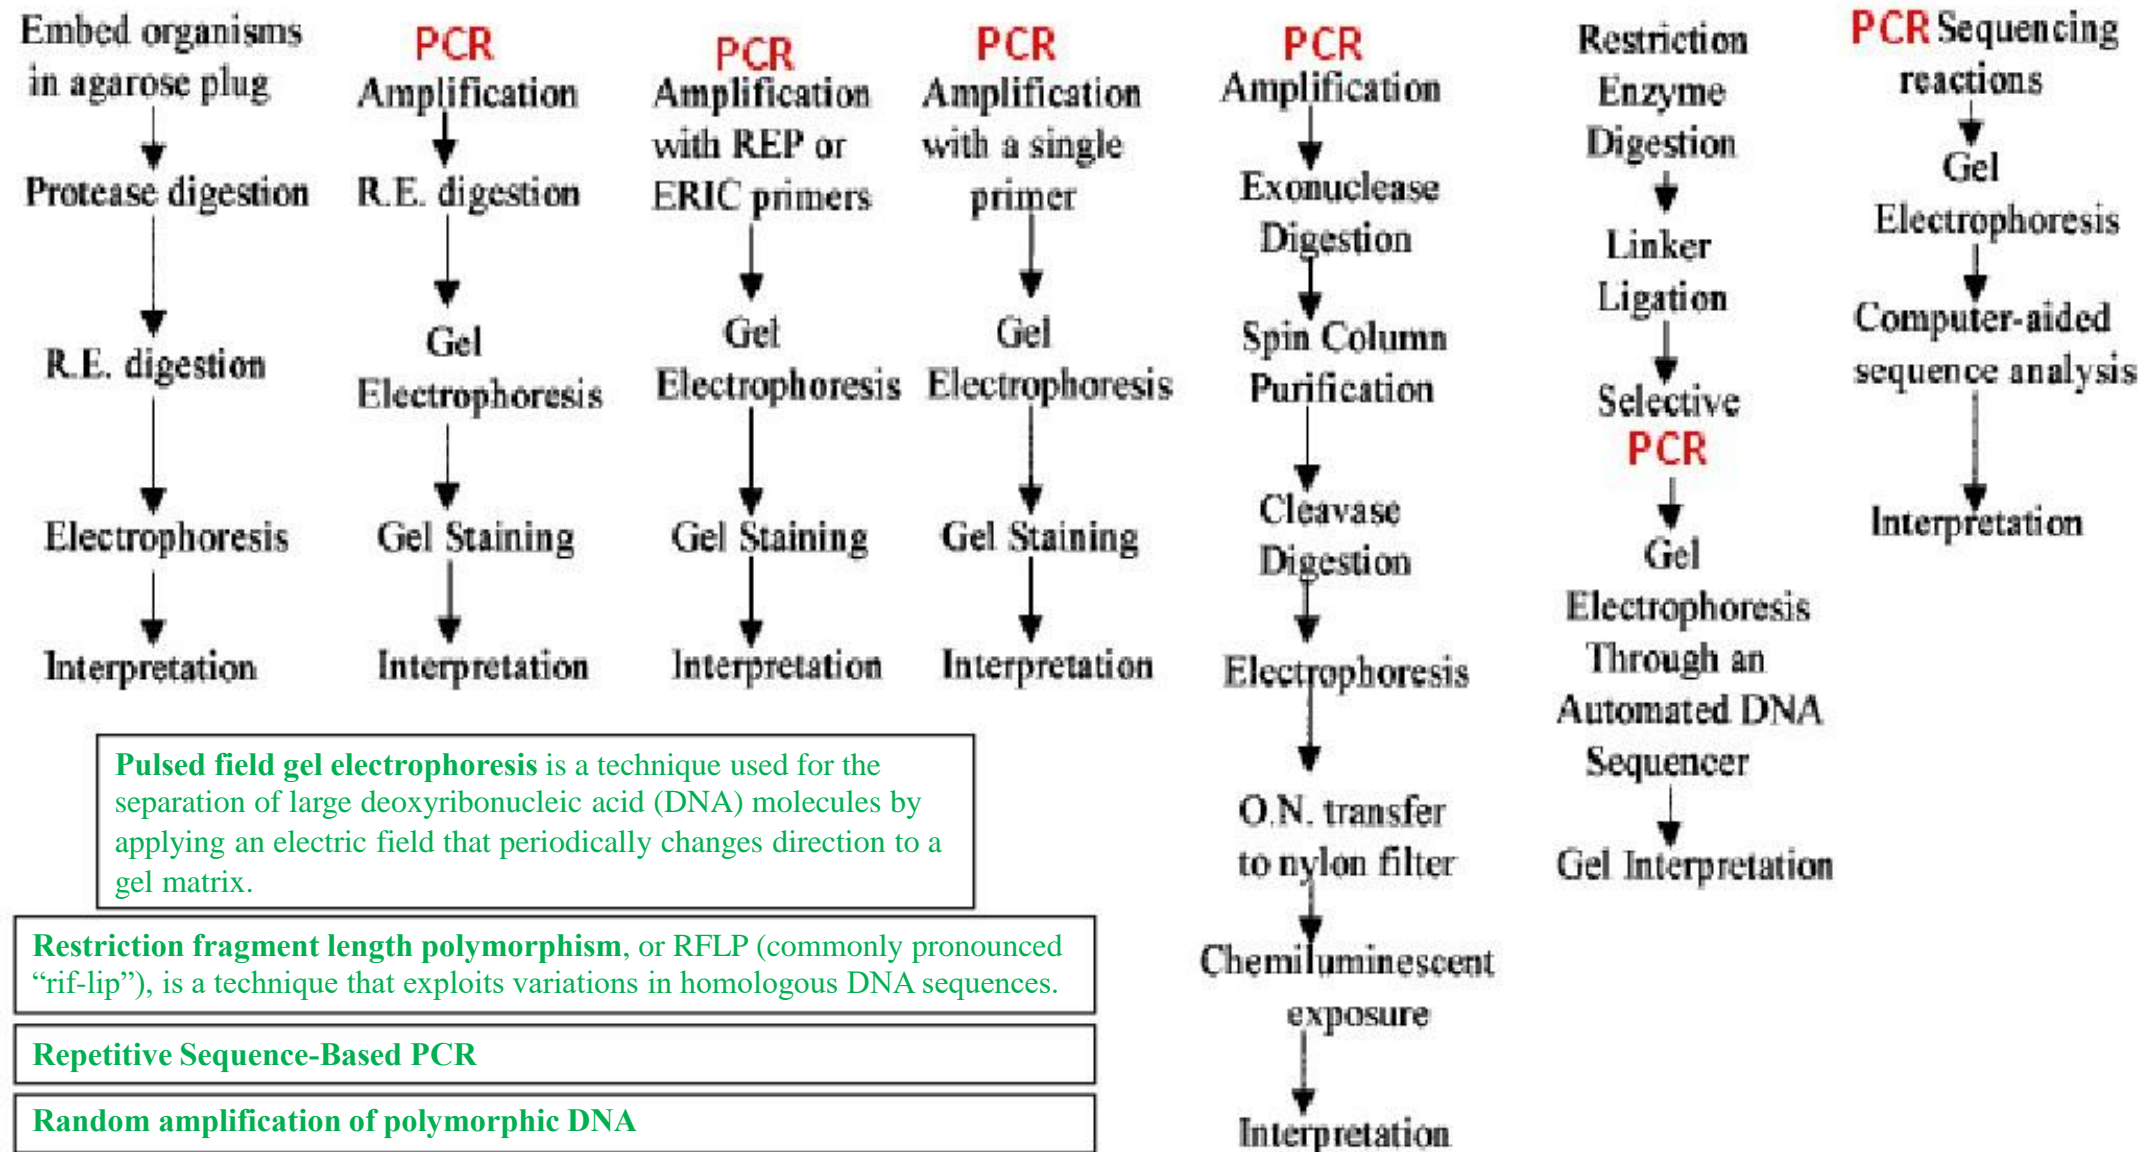 Embed organisms
in agarose plug
Protease digestion
R.E. digestion
Electrophoresis
Interpretation
PCR
Amplification
R.E. digestion
Gel
Electrophoresis
Gel Staining
Interpretation
PCR
Amplification
with REP or
ERIC primers
Gel
Electrophoresis
Gel Staining
Interpretation
PCR
Amplification
with a single
primer
Gel
Electrophoresis
Gel Staining
Interpretation
PCR
Amplification
Exonuclease
Digestion
Spin Column
Purification
Cleavase
Digestion
Electrophoresis
O.N. transfer
to nylon filter
Chemiluminescent
exposure
Interpretation
Restriction
Enzyme
Digestion
Linker
Ligation
Selective
PCR
Gel
Electrophoresis
Through an
Automated DNA
Sequencer
Gel Interpretation
PCR Sequencing
reactions
Gel
Electrophoresis
Computer-aided
sequence analysis
Interpretation
Pulsed field gel electrophoresis is a technique used for the
separation of large deoxyribonucleic acid (DNA) molecules by
applying an electric field that periodically changes direction to a
gel matrix.
Restriction fragment length polymorphism, or RFLP (commonly pronounced
“rif-lip”), is a technique that exploits variations in homologous DNA sequences.
Repetitive Sequence-Based PCR
Random amplification of polymorphic DNA